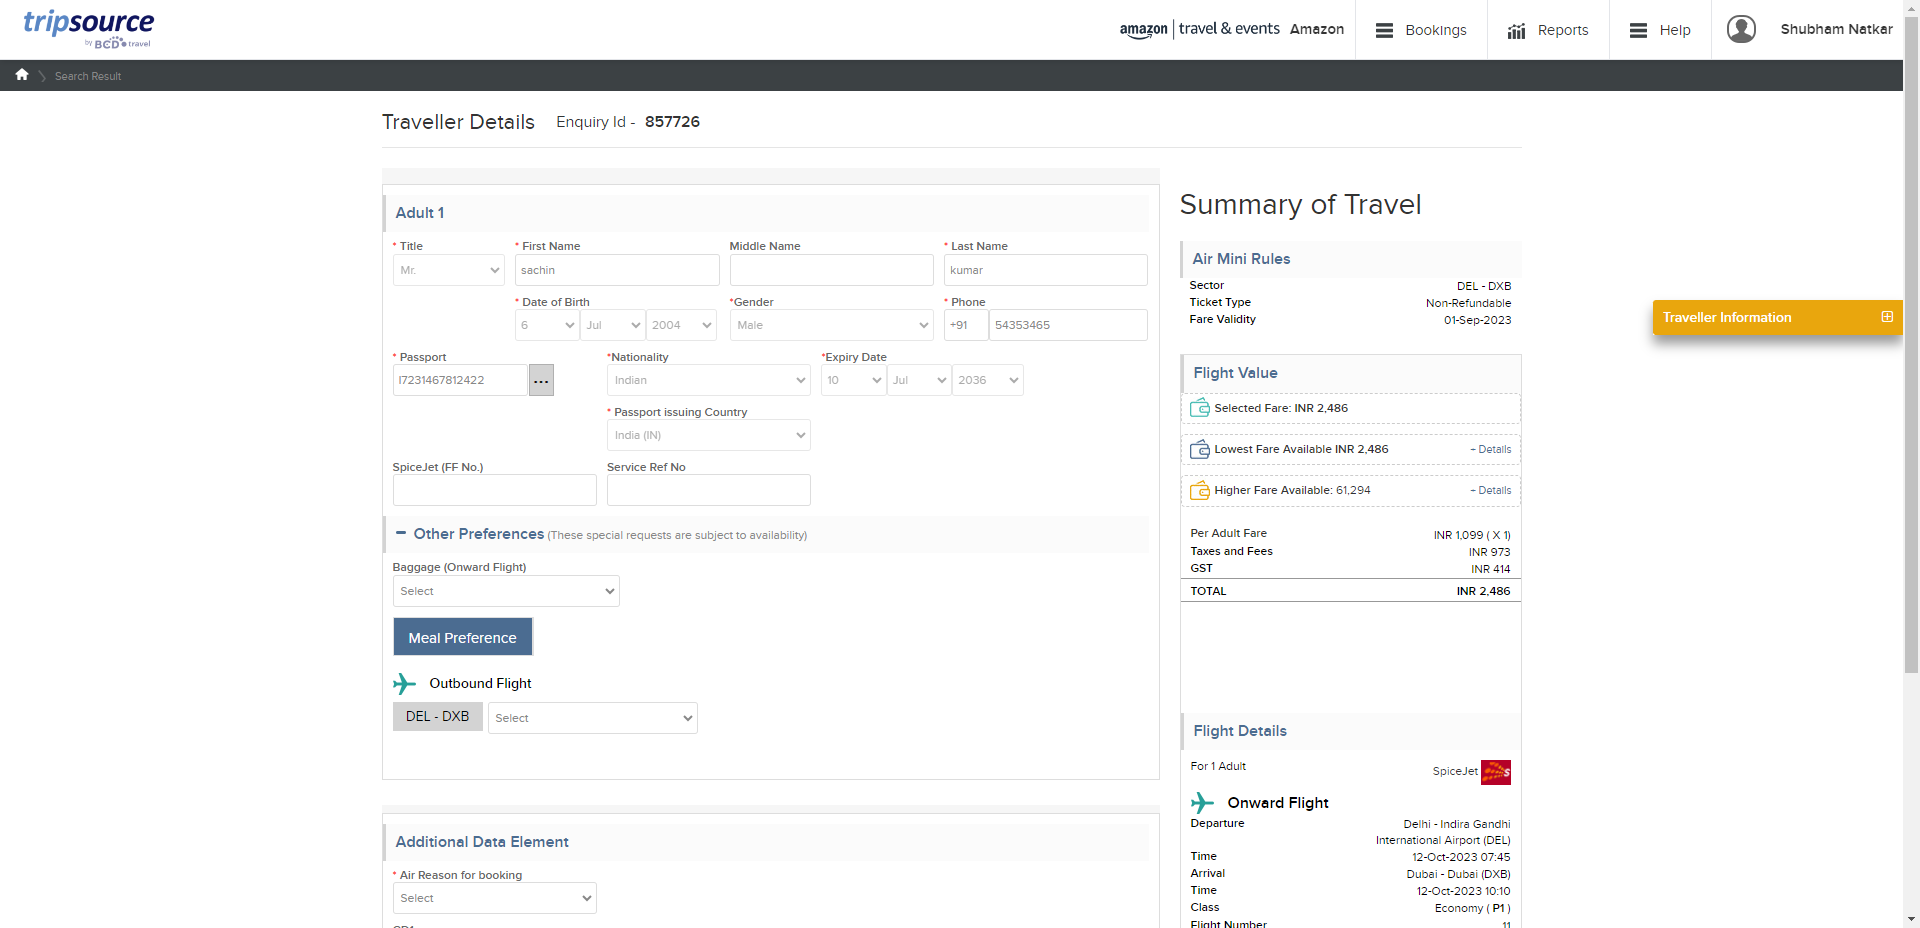 tripsource
by BCD travel
amazon | travel & events Amazon
Bookings
Reports
Help
Shubham Natkar
Search Result
Traveller Details
Enquiry Id - 857726
Adult 1
* Title
* First Name
Middle Name
* Last Name
Mr.
sachin
kumar
* Date of Birth
*Gender
* Phone
6
Jul
2004
Male
+91
54353465
* Passport
*Nationality
*Expiry Date
I7231467812422
...
Indian
10
Jul
2036
* Passport issuing Country
India (IN)
SpiceJet (FF No.)
Service Ref No
Other Preferences (These special requests are subject to availability)
Baggage (Onward Flight)
Select
Meal Preference
Outbound Flight
DEL - DXB
Select
Additional Data Element
* Air Reason for booking
Select
Summary of Travel
Air Mini Rules
Sector DEL - DXB
Ticket Type Non-Refundable
Fare Validity 01-Sep-2023
Traveller Information
Flight Value
Selected Fare: INR 2,486
Lowest Fare Available INR 2,486 + Details
Higher Fare Available: 61,294 + Details
Per Adult Fare INR 1,099 ( X 1)
Taxes and Fees INR 973
GST INR 414
TOTAL INR 2,486
Flight Details
For 1 Adult SpiceJet
Onward Flight
Departure Delhi - Indira Gandhi
International Airport (DEL)
Time 12-Oct-2023 07:45
Arrival Dubai - Dubai (DXB)
Time 12-Oct-2023 10:10
Class Economy ( P1 )
Flight Number 11